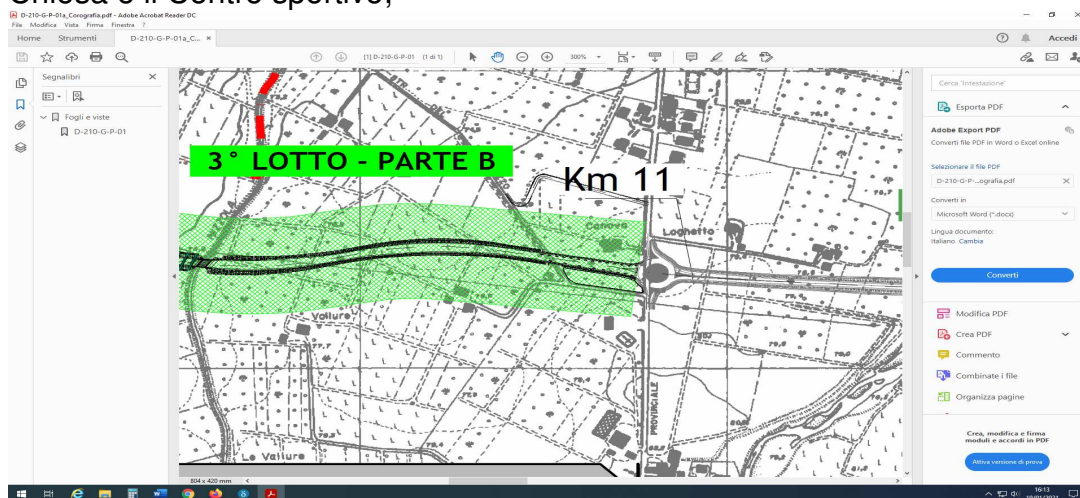 Chiesa e il Centro sportivo;
D-210-G-P-01a_Corografia.pdf - Adobe Acrobat Reader DC
File Modifica Vista Firma Finestra ?
Home Strumenti D-210-G-P-01a_C... × Accedi
[1] D-210-G-P-01 (1 di 1) 300%
Segnalibri ×
Fogli e viste
D-210-G-P-01
3° LOTTO - PARTE B
Km 11
Canova
Loghetto
Valluro
Le Vallure
PROVINCIALE
804 x 420 mm
Cerca 'Intestazione'
Esporta PDF
Adobe Export PDF
Converti file PDF in Word o Excel online
Selezionare il file PDF
D-210-G-P-...ografia.pdf ×
Converti in
Microsoft Word (*.docx)
Lingua documento:
Italiano Cambia
Converti
Modifica PDF
Crea PDF
Commento
Combinate i file
Organizza pagine
Crea, modifica e firma
moduli e accordi in PDF
Attiva versione di prova
16:13
19/01/2021